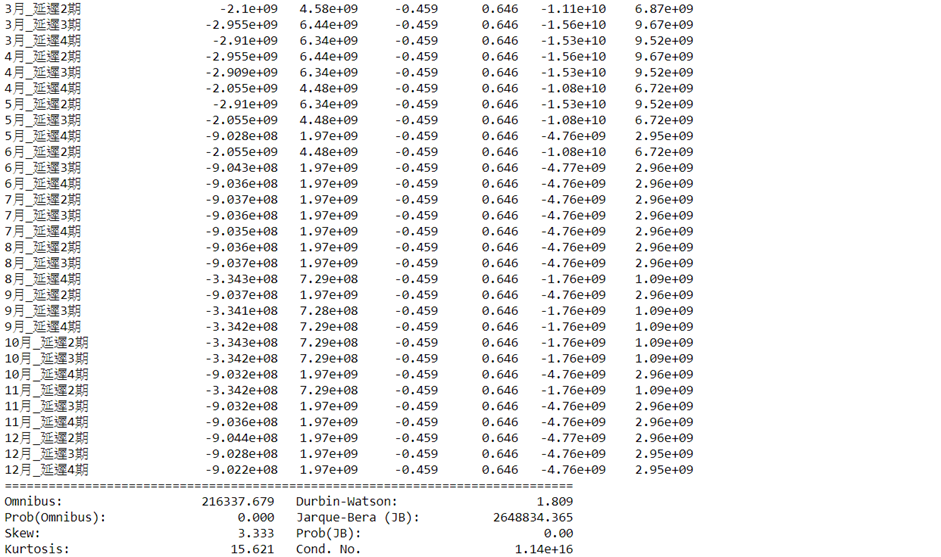 3月_延遲2期 -2.1e+09 4.58e+09 -0.459 0.646 -1.11e+10 6.87e+09
3月_延遲3期 -2.955e+09 6.44e+09 -0.459 0.646 -1.56e+10 9.67e+09
3月_延遲4期 -2.91e+09 6.34e+09 -0.459 0.646 -1.53e+10 9.52e+09
4月_延遲2期 -2.955e+09 6.44e+09 -0.459 0.646 -1.56e+10 9.67e+09
4月_延遲3期 -2.909e+09 6.34e+09 -0.459 0.646 -1.53e+10 9.52e+09
4月_延遲4期 -2.055e+09 4.48e+09 -0.459 0.646 -1.08e+10 6.72e+09
5月_延遲2期 -2.91e+09 6.34e+09 -0.459 0.646 -1.53e+10 9.52e+09
5月_延遲3期 -2.055e+09 4.48e+09 -0.459 0.646 -1.08e+10 6.72e+09
5月_延遲4期 -9.028e+08 1.97e+09 -0.459 0.646 -4.76e+09 2.95e+09
6月_延遲2期 -2.055e+09 4.48e+09 -0.459 0.646 -1.08e+10 6.72e+09
6月_延遲3期 -9.043e+08 1.97e+09 -0.459 0.646 -4.77e+09 2.96e+09
6月_延遲4期 -9.036e+08 1.97e+09 -0.459 0.646 -4.76e+09 2.96e+09
7月_延遲2期 -9.037e+08 1.97e+09 -0.459 0.646 -4.76e+09 2.96e+09
7月_延遲3期 -9.036e+08 1.97e+09 -0.459 0.646 -4.76e+09 2.96e+09
7月_延遲4期 -9.035e+08 1.97e+09 -0.459 0.646 -4.76e+09 2.96e+09
8月_延遲2期 -9.036e+08 1.97e+09 -0.459 0.646 -4.76e+09 2.96e+09
8月_延遲3期 -9.037e+08 1.97e+09 -0.459 0.646 -4.76e+09 2.96e+09
8月_延遲4期 -3.343e+08 7.29e+08 -0.459 0.646 -1.76e+09 1.09e+09
9月_延遲2期 -9.037e+08 1.97e+09 -0.459 0.646 -4.76e+09 2.96e+09
9月_延遲3期 -3.341e+08 7.28e+08 -0.459 0.646 -1.76e+09 1.09e+09
9月_延遲4期 -3.342e+08 7.29e+08 -0.459 0.646 -1.76e+09 1.09e+09
10月_延遲2期 -3.343e+08 7.29e+08 -0.459 0.646 -1.76e+09 1.09e+09
10月_延遲3期 -3.342e+08 7.29e+08 -0.459 0.646 -1.76e+09 1.09e+09
10月_延遲4期 -9.032e+08 1.97e+09 -0.459 0.646 -4.76e+09 2.96e+09
11月_延遲2期 -3.342e+08 7.29e+08 -0.459 0.646 -1.76e+09 1.09e+09
11月_延遲3期 -9.032e+08 1.97e+09 -0.459 0.646 -4.76e+09 2.96e+09
11月_延遲4期 -9.036e+08 1.97e+09 -0.459 0.646 -4.76e+09 2.96e+09
12月_延遲2期 -9.044e+08 1.97e+09 -0.459 0.646 -4.77e+09 2.96e+09
12月_延遲3期 -9.028e+08 1.97e+09 -0.459 0.646 -4.76e+09 2.95e+09
12月_延遲4期 -9.022e+08 1.97e+09 -0.459 0.646 -4.76e+09 2.95e+09
==============================================================================
Omnibus: 216337.679 Durbin-Watson: 1.809
Prob(Omnibus): 0.000 Jarque-Bera (JB): 2648834.365
Skew: 3.333 Prob(JB): 0.00
Kurtosis: 15.621 Cond. No. 1.14e+16